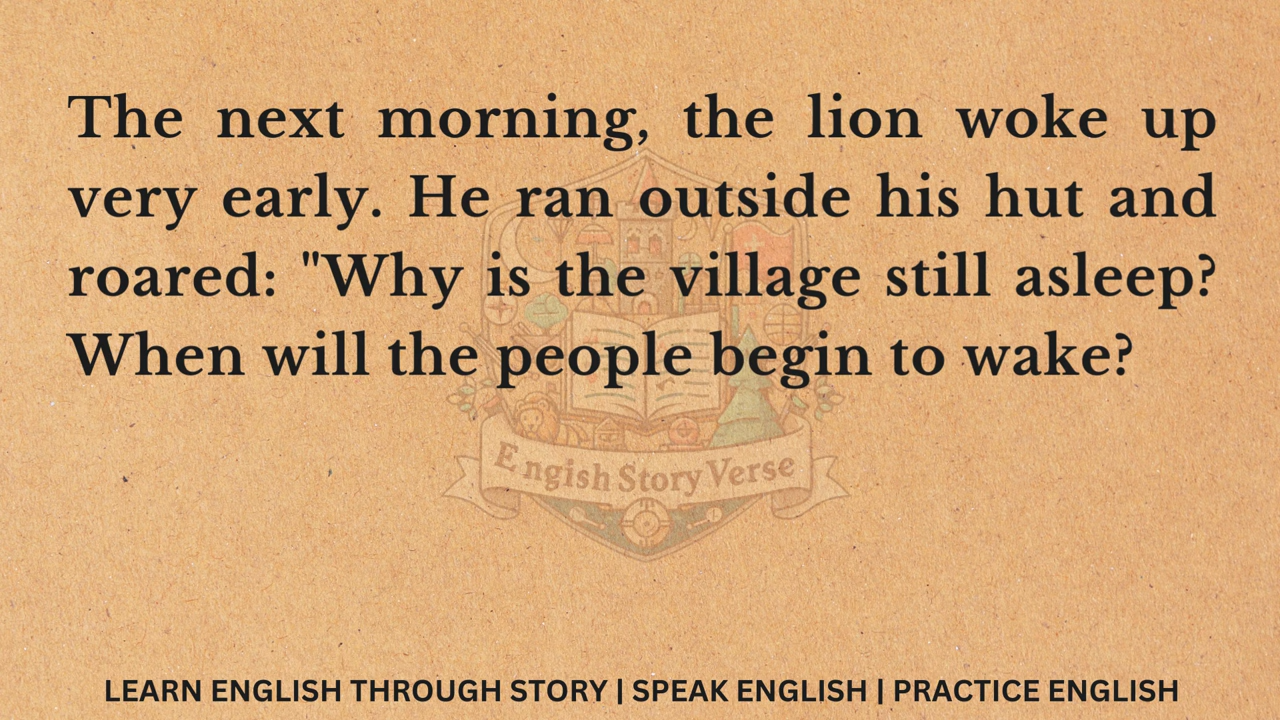 The next morning, the lion woke up
very early. He ran outside his hut and
roared: "Why is the village still asleep?
When will the people begin to wake?
Engish Story Verse
LEARN ENGLISH THROUGH STORY | SPEAK ENGLISH | PRACTICE ENGLISH